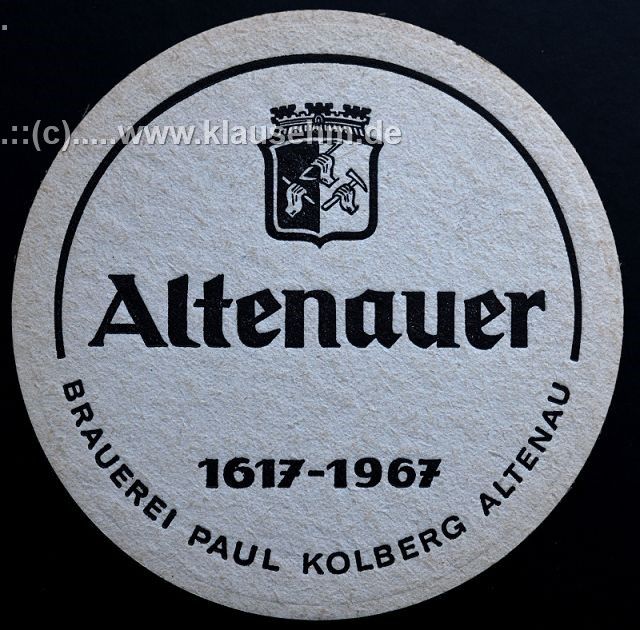 .::(c).....www.klausehm.de
Altenauer
1617-1967
BRAUEREI PAUL KOLBERG ALTENAU